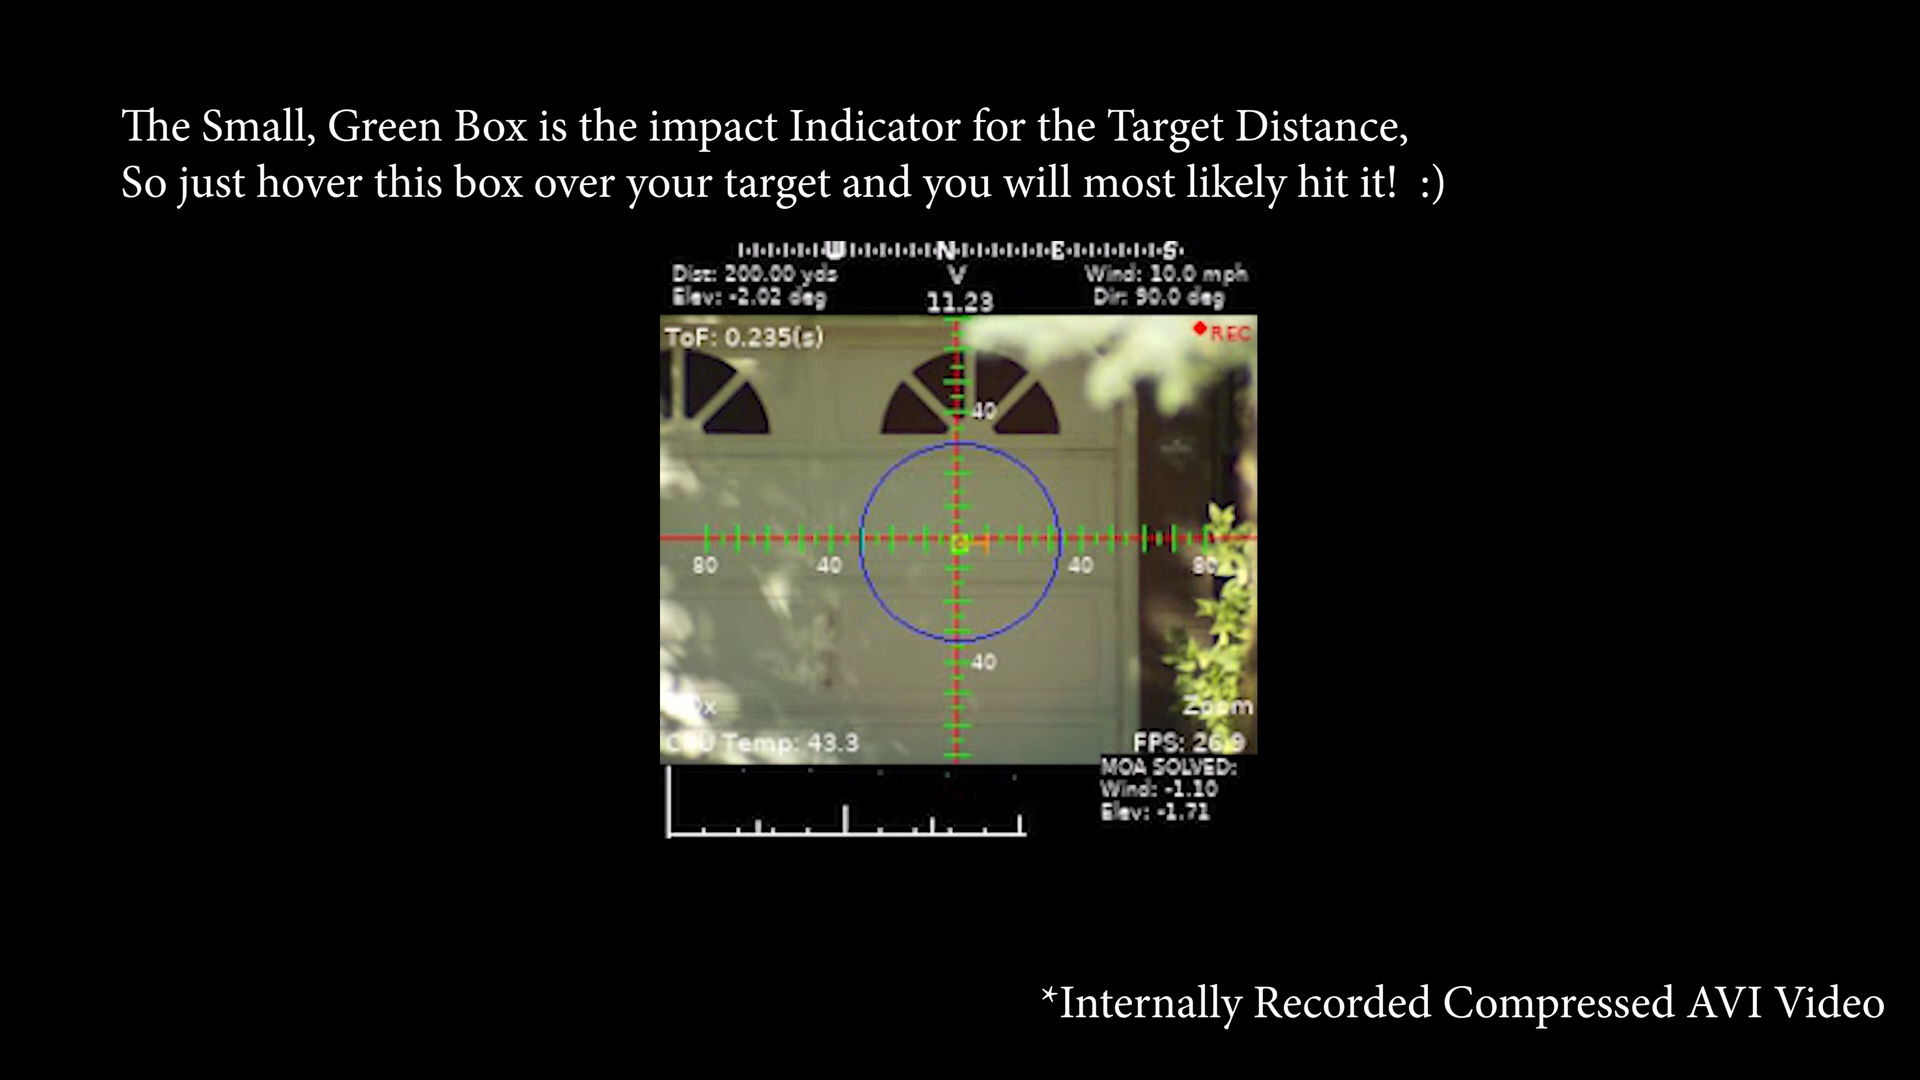 The Small, Green Box is the impact Indicator for the Target Distance,
So just hover this box over your target and you will most likely hit it!  :)
W N E S
Dist: 200.00 yds
V
Wind: 10.0 mph
Elev: -2.02 deg
11.23
Dir: 90.0 deg
ToF: 0.235(s)
REC
40
80 40 40 80
40
x
Zoom
CPU Temp: 43.3
FPS: 26.9
MOA SOLVED:
Wind: -1.10
Elev: -1.71
*Internally Recorded Compressed AVI Video